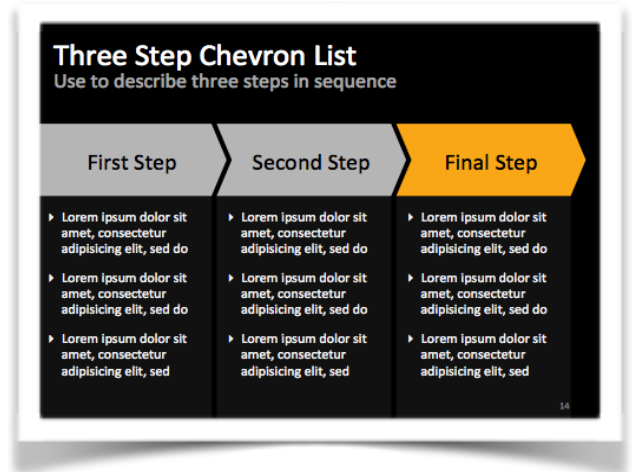 Three Step Chevron List
Use to describe three steps in sequence
First Step
Second Step
Final Step
Lorem ipsum dolor sit
amet, consectetur
adipisicing elit, sed do
Lorem ipsum dolor sit
amet, consectetur
adipisicing elit, sed do
Lorem ipsum dolor sit
amet, consectetur
adipisicing elit, sed
Lorem ipsum dolor sit
amet, consectetur
adipisicing elit, sed do
Lorem ipsum dolor sit
amet, consectetur
adipisicing elit, sed do
Lorem ipsum dolor sit
amet, consectetur
adipisicing elit, sed
Lorem ipsum dolor sit
amet, consectetur
adipisicing elit, sed do
Lorem ipsum dolor sit
amet, consectetur
adipisicing elit, sed do
Lorem ipsum dolor sit
amet, consectetur
adipisicing elit, sed
14